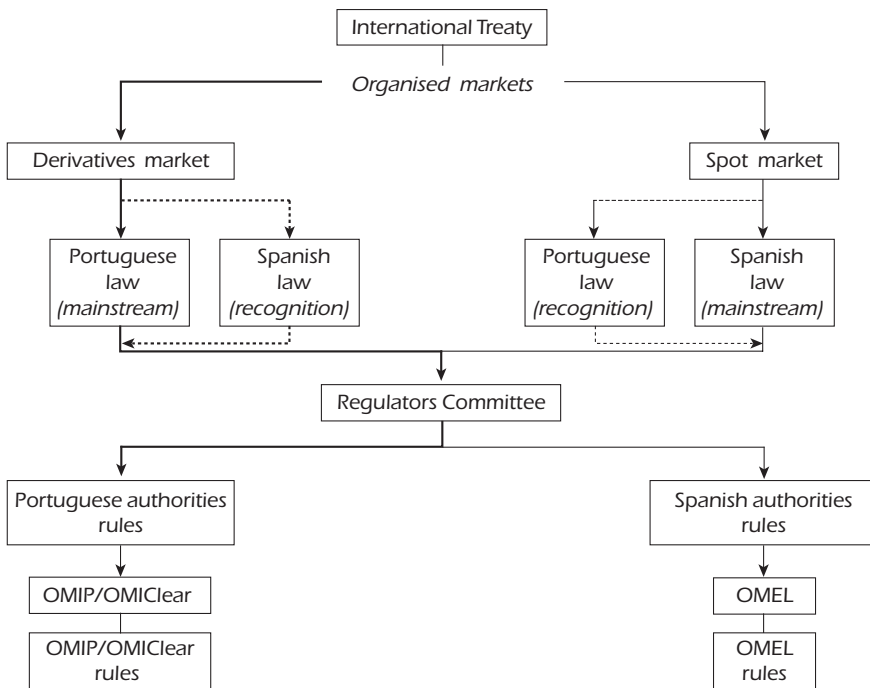 International Treaty
Organised markets
Derivatives market
Spot market
Portuguese
law
(mainstream)
Spanish
law
(recognition)
Portuguese
law
(recognition)
Spanish
law
(mainstream)
Regulators Committee
Portuguese authorities
rules
Spanish authorities
rules
OMIP/OMIClear
OMEL
OMIP/OMIClear
rules
OMEL
rules